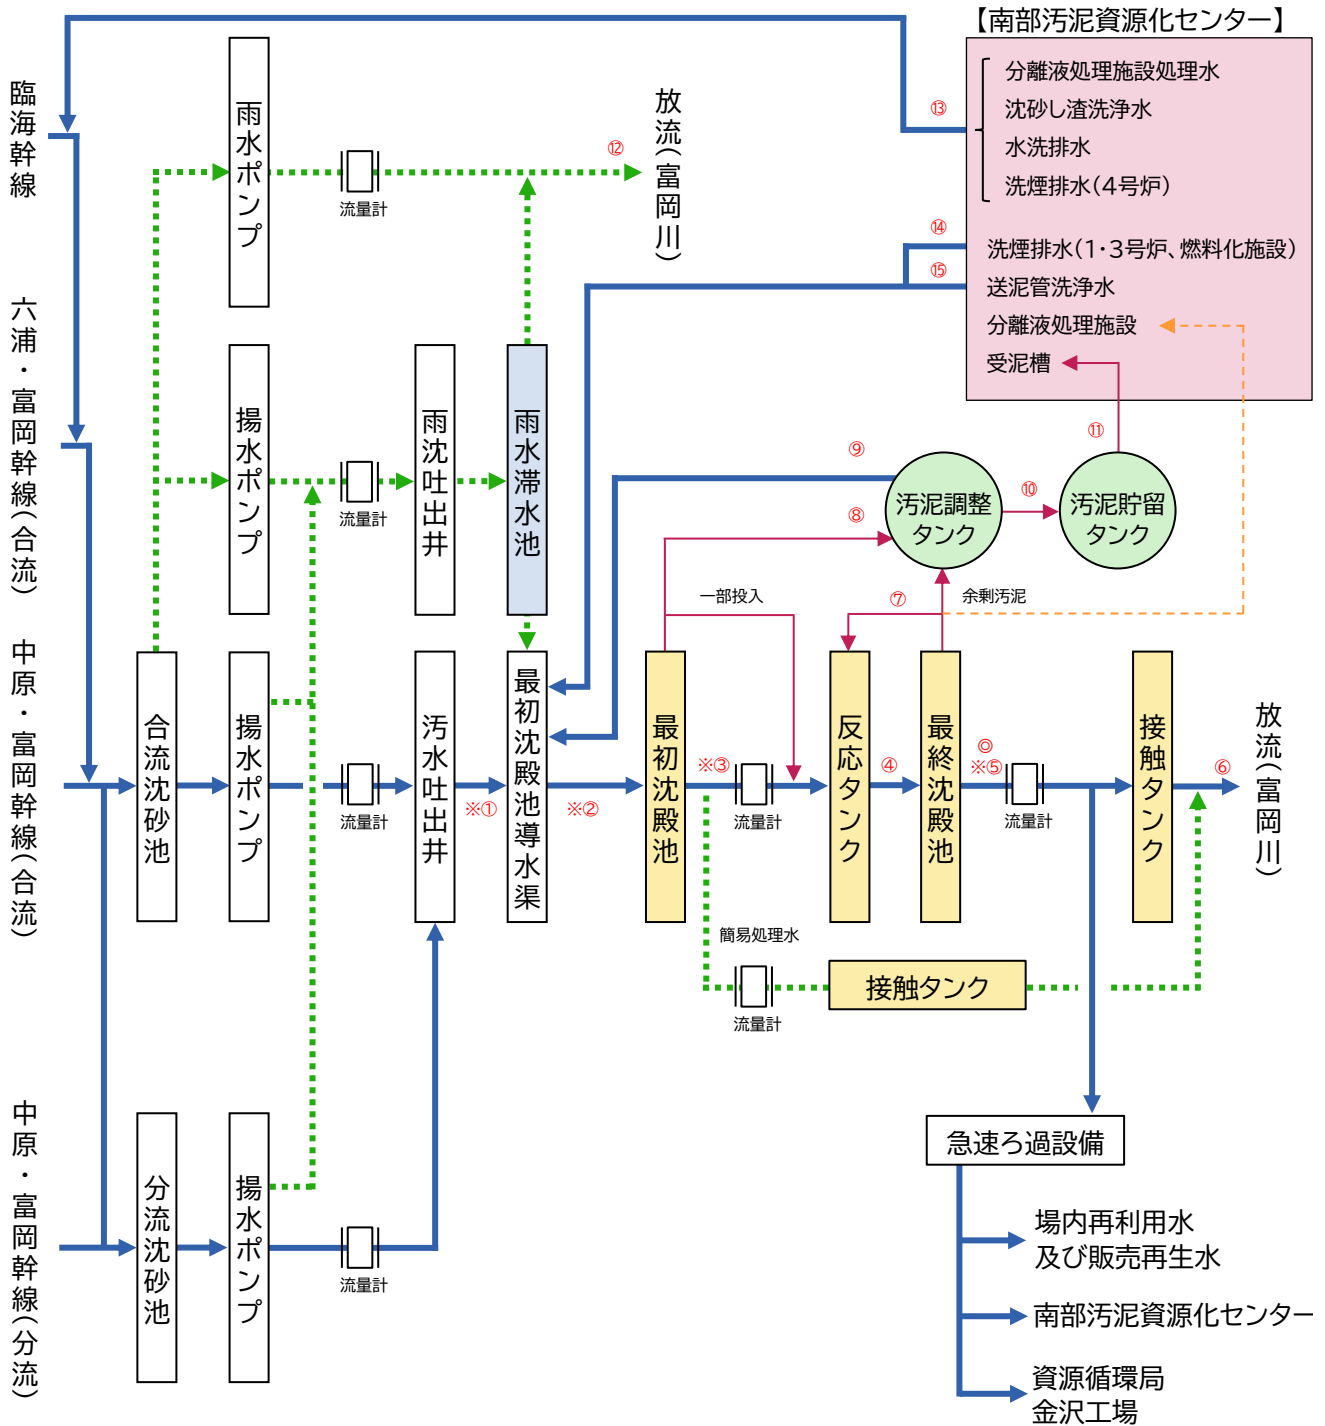 【南部汚泥資源化センター】
分離液処理施設処理水
沈砂し渣洗浄水
水洗排水
洗煙排水(4号炉)
⑬
⑭
洗煙排水(1・3号炉、燃料化施設)
⑮
送泥管洗浄水
分離液処理施設
受泥槽
臨海幹線
六浦・富岡幹線(合流)
中原・富岡幹線(合流)
中原・富岡幹線(分流)
雨水ポンプ
流量計
⑫
放流(富岡川)
揚水ポンプ
流量計
雨沈吐出井
雨水滞水池
⑨
⑧
汚泥調整
タンク
⑩
汚泥貯留
タンク
⑪
一部投入
⑦
余剰汚泥
合流沈砂池
揚水ポンプ
流量計
汚水吐出井
※①
最初沈殿池導水渠
※②
最初沈殿池
※③
流量計
反応タンク
④
最終沈殿池
◎
※⑤
流量計
接触タンク
⑥
放流(富岡川)
簡易処理水
流量計
接触タンク
分流沈砂池
揚水ポンプ
流量計
急速ろ過設備
場内再利用水
及び販売再生水
南部汚泥資源化センター
資源循環局
金沢工場